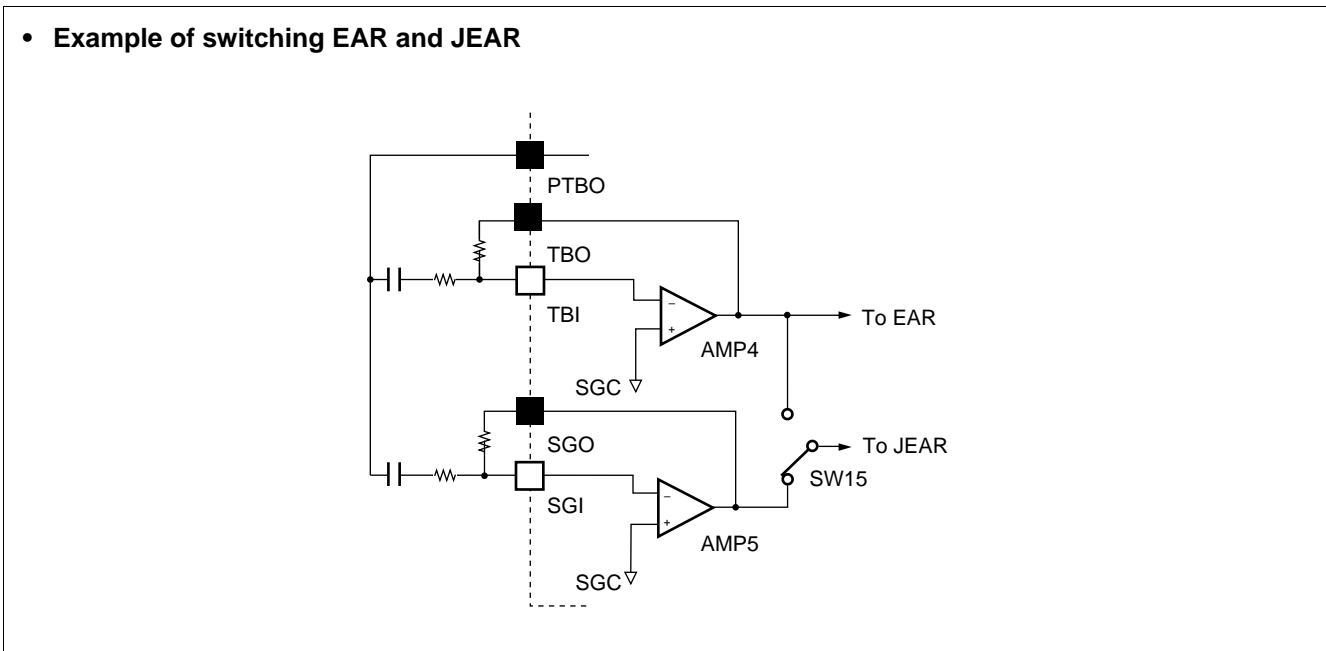 • Example of switching EAR and JEAR
PTBO
TBO
TBI
−
+
AMP4
To EAR
SGC
SGO
To JEAR
SW15
SGI
−
+
AMP5
SGC